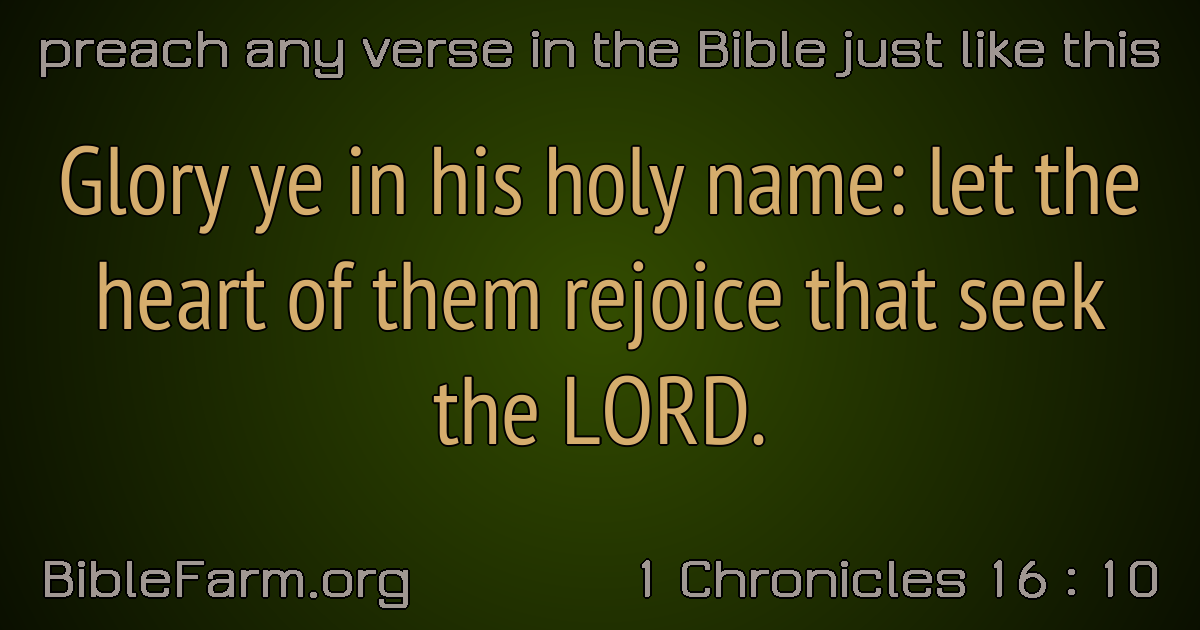 preach any verse in the Bible just like this
Glory ye in his holy name: let the
heart of them rejoice that seek
the LORD.
BibleFarm.org
1 Chronicles 16 : 10